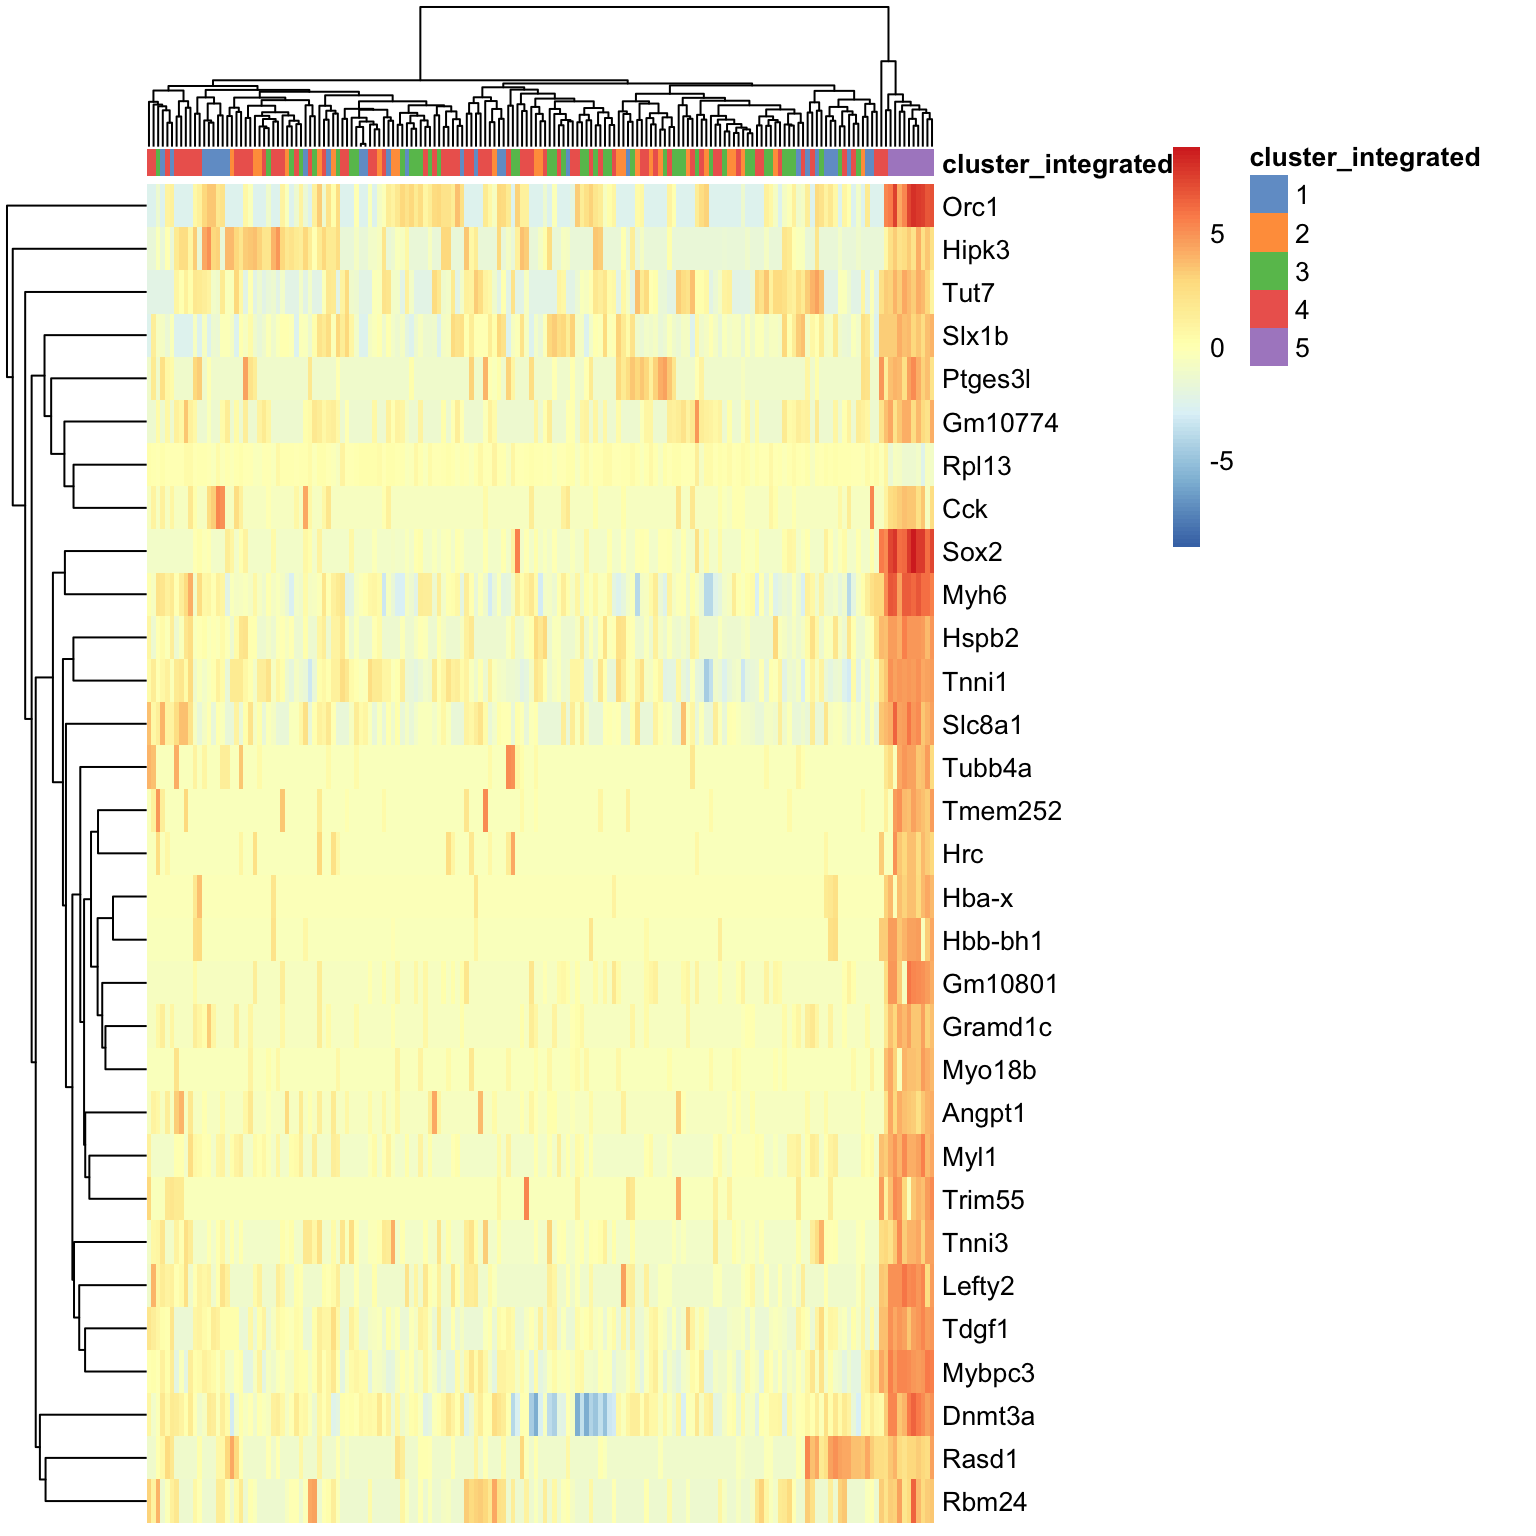 cluster_integrated
Orc1
Hipk3
Tut7
Slx1b
Ptges3l
Gm10774
Rpl13
Cck
Sox2
Myh6
Hspb2
Tnni1
Slc8a1
Tubb4a
Tmem252
Hrc
Hba-x
Hbb-bh1
Gm10801
Gramd1c
Myo18b
Angpt1
Myl1
Trim55
Tnni3
Lefty2
Tdgf1
Mybpc3
Dnmt3a
Rasd1
Rbm24
5
0
-5
cluster_integrated
1
2
3
4
5